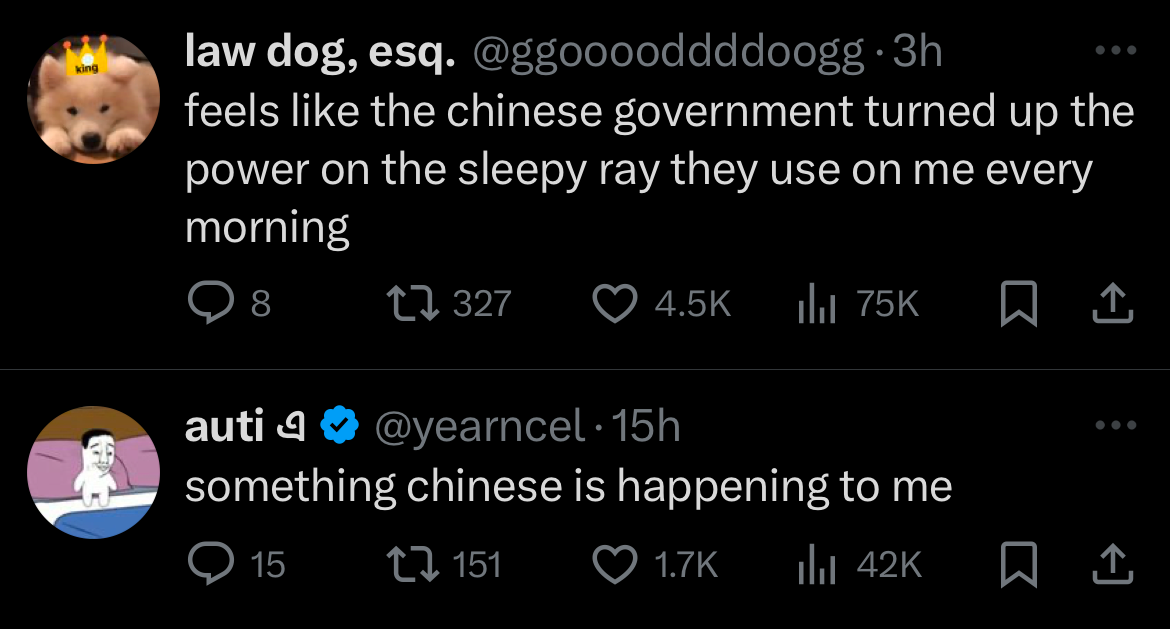 king
law dog, esq. @ggooooddddoogg · 3h
feels like the chinese government turned up the
power on the sleepy ray they use on me every
morning
8 327 4.5K 75K
auti @yearncel · 15h
something chinese is happening to me
15 151 1.7K 42K